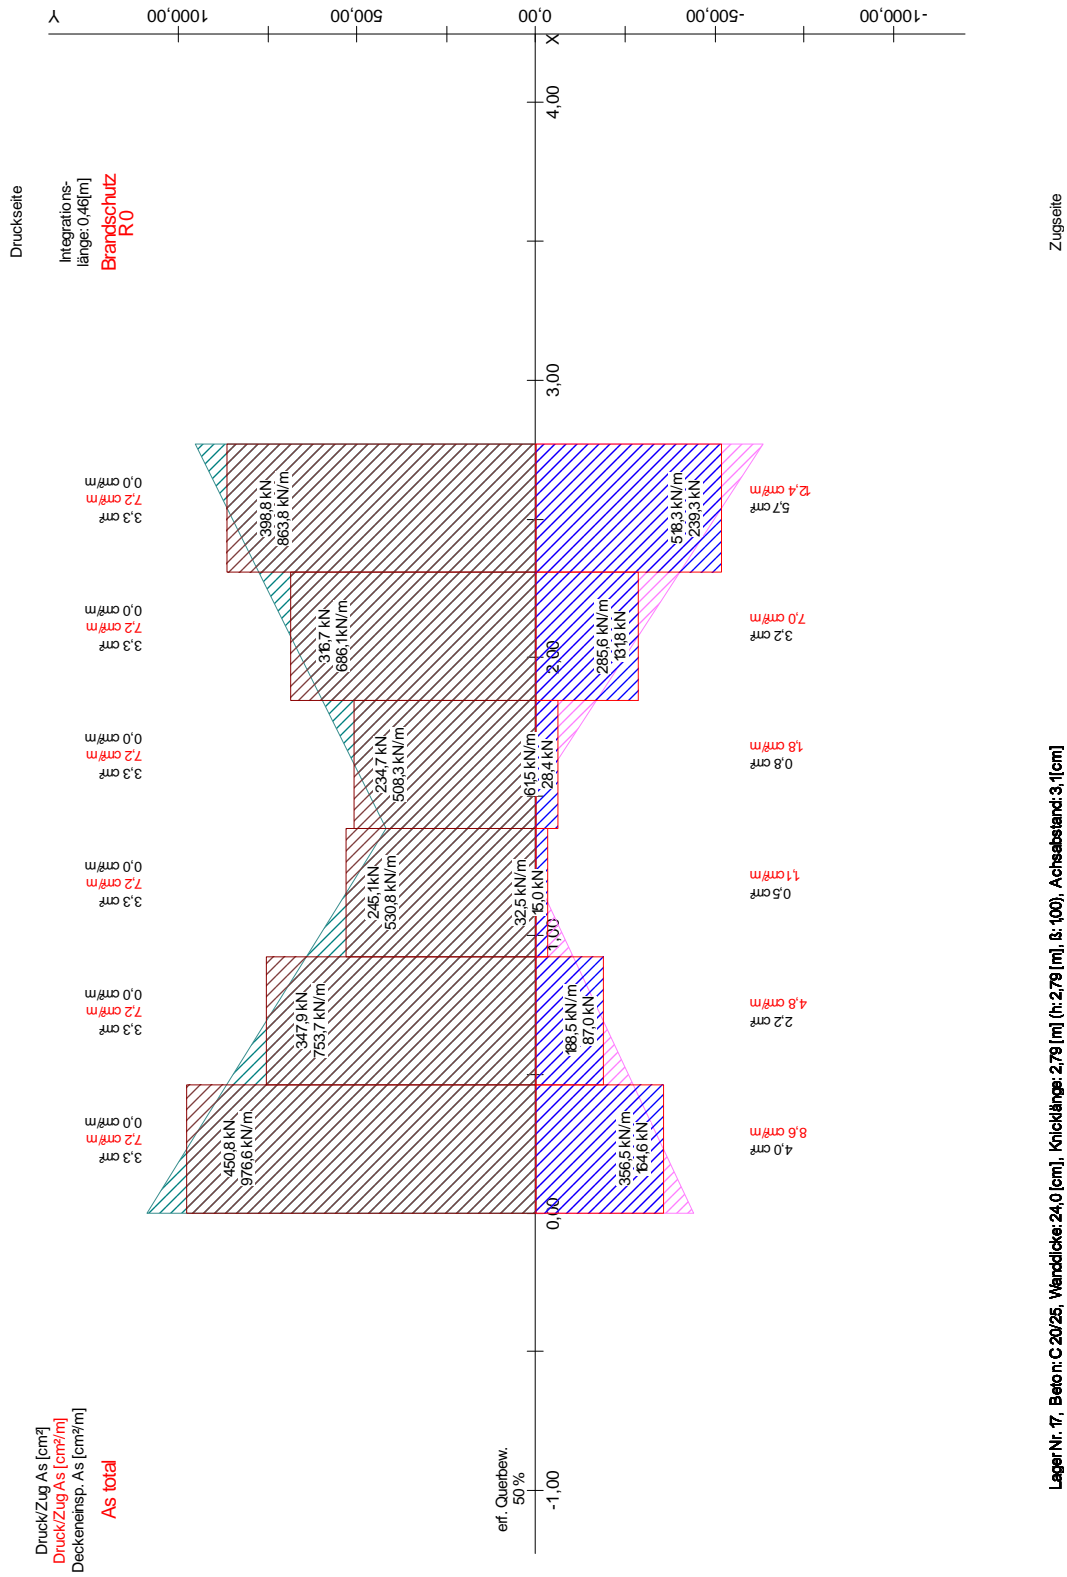 Druckseite
Integrations-
länge: 0,46[m]
Brandschutz
R 0
Druck/Zug As [cm²]
Druck/Zug As [cm²/m]
Deckeneinsp. As [cm²/m]
As total
erf. Querbew.
50 %
Y
1000,00
500,00
0,00
-500,00
-1000,00
X
-1,00
0,00
1,00
2,00
3,00
4,00
3,3 cm²
7,2 cm²/m
0,0 cm²/m
3,3 cm²
7,2 cm²/m
0,0 cm²/m
3,3 cm²
7,2 cm²/m
0,0 cm²/m
3,3 cm²
7,2 cm²/m
0,0 cm²/m
3,3 cm²
7,2 cm²/m
0,0 cm²/m
3,3 cm²
7,2 cm²/m
0,0 cm²/m
450,8 kN
976,6 kN/m
347,9 kN
753,7 kN/m
245,1 kN
530,8 kN/m
234,7 kN
508,3 kN/m
316,7 kN
686,1 kN/m
398,8 kN
863,8 kN/m
356,5 kN/m
164,6 kN
188,5 kN/m
87,0 kN
32,5 kN/m
15,0 kN
61,5 kN/m
28,4 kN
285,6 kN/m
131,8 kN
518,3 kN/m
239,3 kN
4,0 cm²
8,6 cm²/m
2,2 cm²
4,8 cm²/m
0,5 cm²
1,1 cm²/m
0,8 cm²
1,8 cm²/m
3,2 cm²
7,0 cm²/m
5,7 cm²
12,4 cm²/m
Zugseite
Lager Nr. 17, Beton: C 20/25, Wanddicke: 24,0 [cm], Knicklänge: 2,79 [m] (h: 2,79 [m], ß: 1,00), Achsabstand: 3,1[cm]